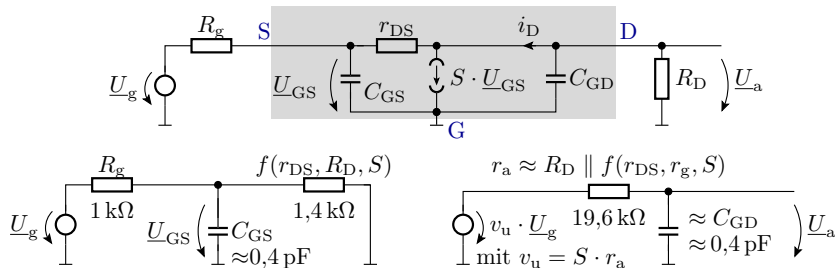 R_g
S
r_DS
i_D
D
U_g
U_GS
C_GS
S · U_GS
C_GD
R_D
U_a
G
R_g
f(r_DS, R_D, S)
r_a ≈ R_D ∥ f(r_DS, r_g, S)
U_g
1 kΩ
U_GS
C_GS
≈0,4 pF
1,4 kΩ
v_u · U_g
mit v_u = S · r_a
19,6 kΩ
≈ C_GD
≈0,4 pF
U_a